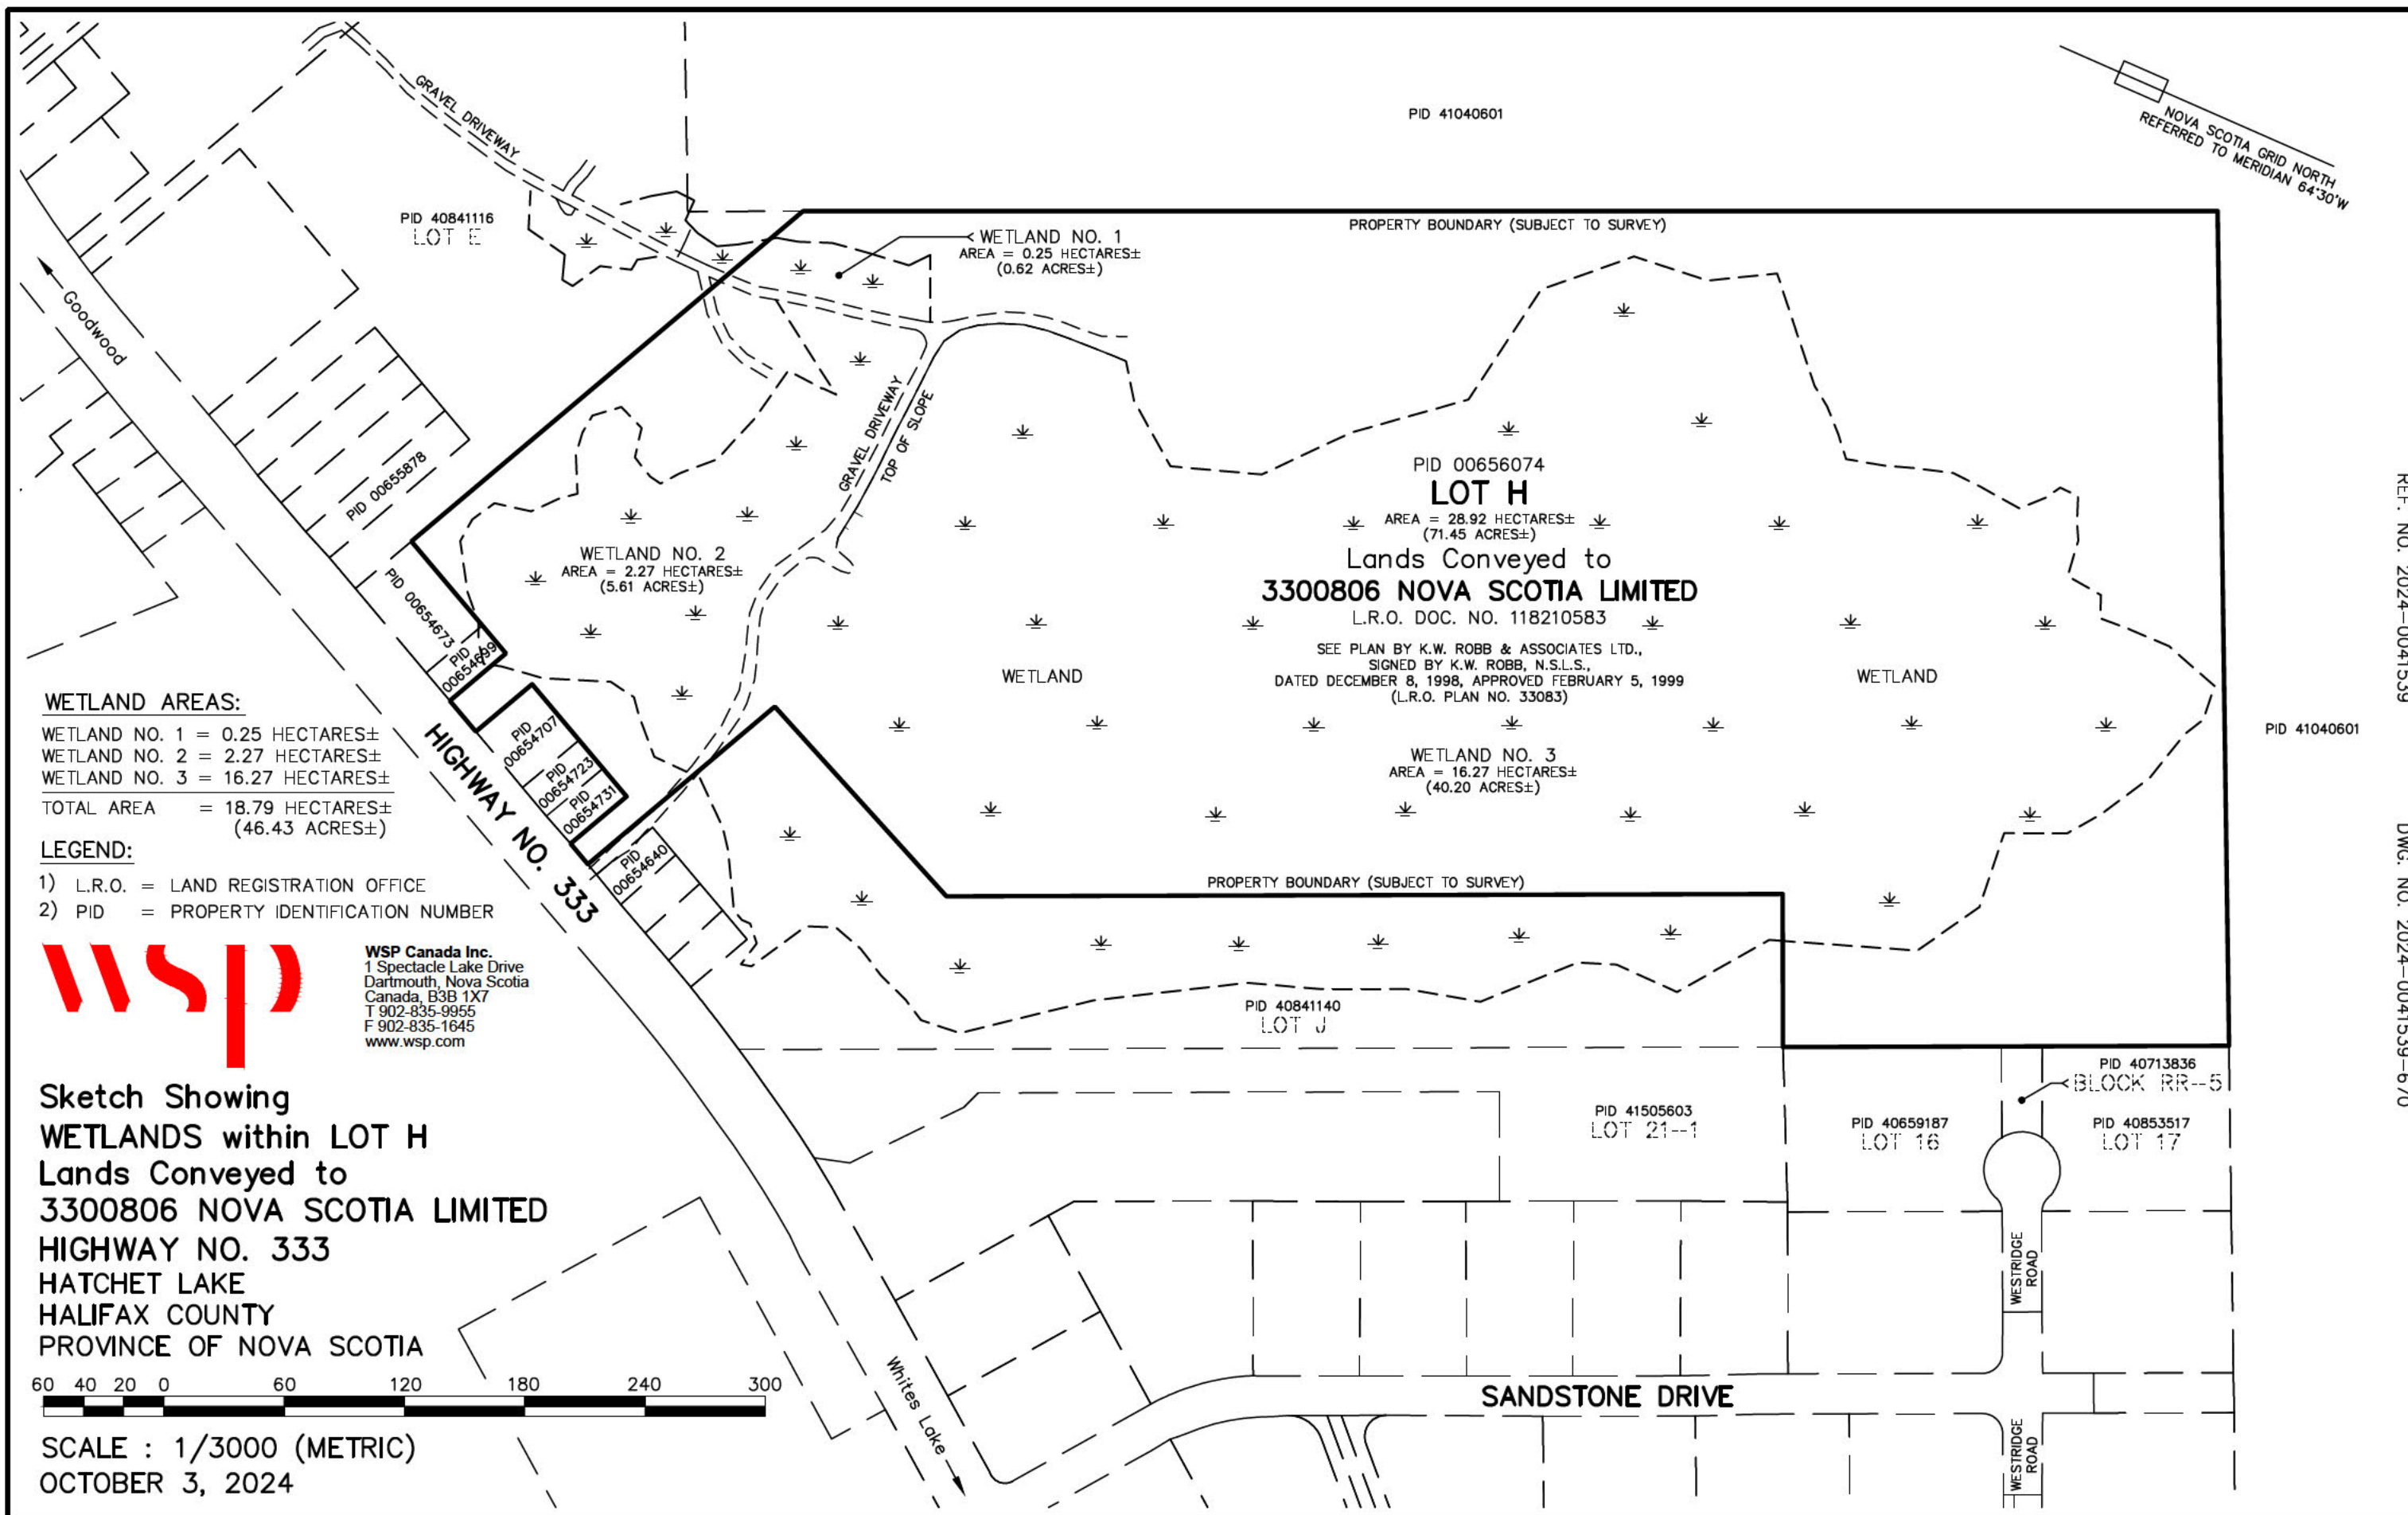 GRAVEL DRIVEWAY
PID 41040601
NOVA SCOTIA GRID NORTH
REFERRED TO MERIDIAN 64°30'W
PID 40841116
LOT E
PROPERTY BOUNDARY (SUBJECT TO SURVEY)
WETLAND NO. 1
AREA = 0.25 HECTARES±
(0.62 ACRES±)
Goodwood
GRAVEL DRIVEWAY
TOP OF SLOPE
PID 00655878
PID 00656074
LOT H
AREA = 28.92 HECTARES±
(71.45 ACRES±)
Lands Conveyed to
3300806 NOVA SCOTIA LIMITED
L.R.O. DOC. NO. 118210583
SEE PLAN BY K.W. ROBB & ASSOCIATES LTD.,
SIGNED BY K.W. ROBB, N.S.L.S.,
DATED DECEMBER 8, 1998, APPROVED FEBRUARY 5, 1999
(L.R.O. PLAN NO. 33083)
WETLAND NO. 2
AREA = 2.27 HECTARES±
(5.61 ACRES±)
PID 00654673
PID
00654699
WETLAND
WETLAND
REF. NO. 2024-0041539
DWG. NO. 2024-0041539-670
PID 41040601
PID
00654707
PID
00654723
PID
00654731
PID
00654640
HIGHWAY NO. 333
WETLAND NO. 3
AREA = 16.27 HECTARES±
(40.20 ACRES±)
PROPERTY BOUNDARY (SUBJECT TO SURVEY)
WETLAND AREAS:
WETLAND NO. 1 = 0.25 HECTARES±
WETLAND NO. 2 = 2.27 HECTARES±
WETLAND NO. 3 = 16.27 HECTARES±
TOTAL AREA = 18.79 HECTARES±
(46.43 ACRES±)
LEGEND:
1) L.R.O. = LAND REGISTRATION OFFICE
2) PID = PROPERTY IDENTIFICATION NUMBER
wsp
WSP Canada Inc.
1 Spectacle Lake Drive
Dartmouth, Nova Scotia
Canada, B3B 1X7
T 902-835-9955
F 902-835-1645
www.wsp.com
PID 40841140
LOT J
PID 41505603
LOT 21--1
PID 40659187
LOT 16
PID 40713836
BLOCK RR--5
PID 40853517
LOT 17
WESTRIDGE
ROAD
SANDSTONE DRIVE
WESTRIDGE
ROAD
Whites Lake
Sketch Showing
WETLANDS within LOT H
Lands Conveyed to
3300806 NOVA SCOTIA LIMITED
HIGHWAY NO. 333
HATCHET LAKE
HALIFAX COUNTY
PROVINCE OF NOVA SCOTIA
60 40 20 0 60 120 180 240 300
SCALE : 1/3000 (METRIC)
OCTOBER 3, 2024